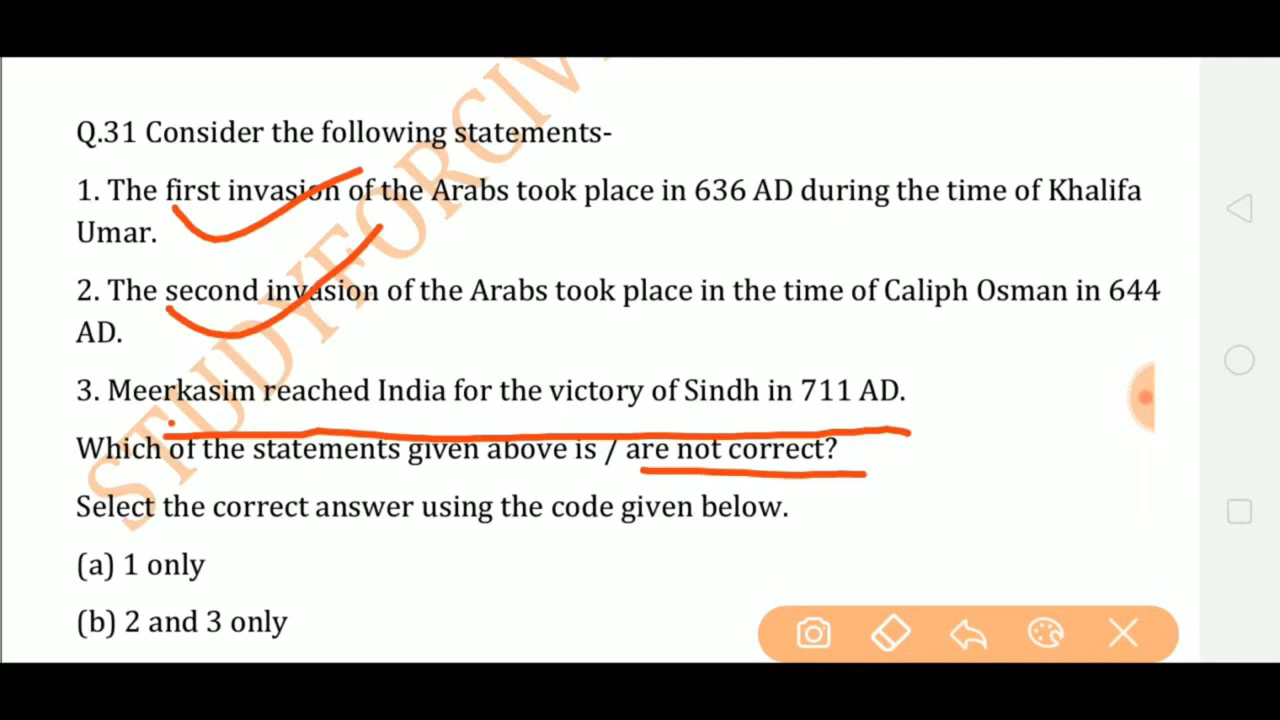 Q.31 Consider the following statements-
1. The first invasion of the Arabs took place in 636 AD during the time of Khalifa
Umar.
2. The second invasion of the Arabs took place in the time of Caliph Osman in 644
AD.
3. Meerkasim reached India for the victory of Sindh in 711 AD.
Which of the statements given above is / are not correct?
Select the correct answer using the code given below.
(a) 1 only
(b) 2 and 3 only
STUDYFORCIV